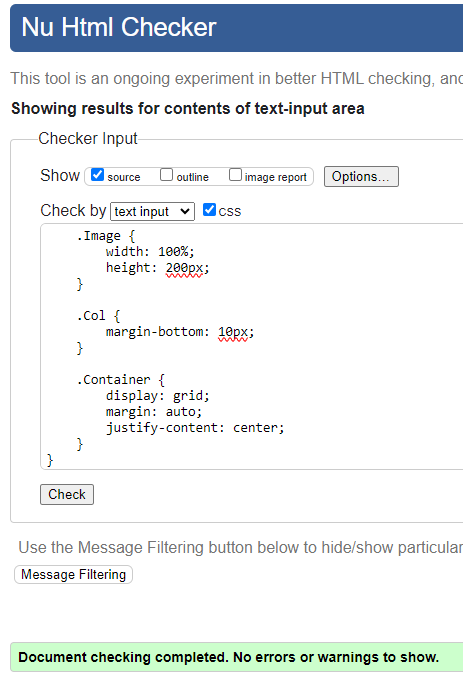 Nu Html Checker
This tool is an ongoing experiment in better HTML checking, and
Showing results for contents of text-input area
Checker Input
Show source outline image report Options...
Check by text input css
.Image {
width: 100%;
height: 200px;
}
.Col {
margin-bottom: 10px;
}
.Container {
display: grid;
margin: auto;
justify-content: center;
}
}
Check
Use the Message Filtering button below to hide/show particular
Message Filtering
Document checking completed. No errors or warnings to show.